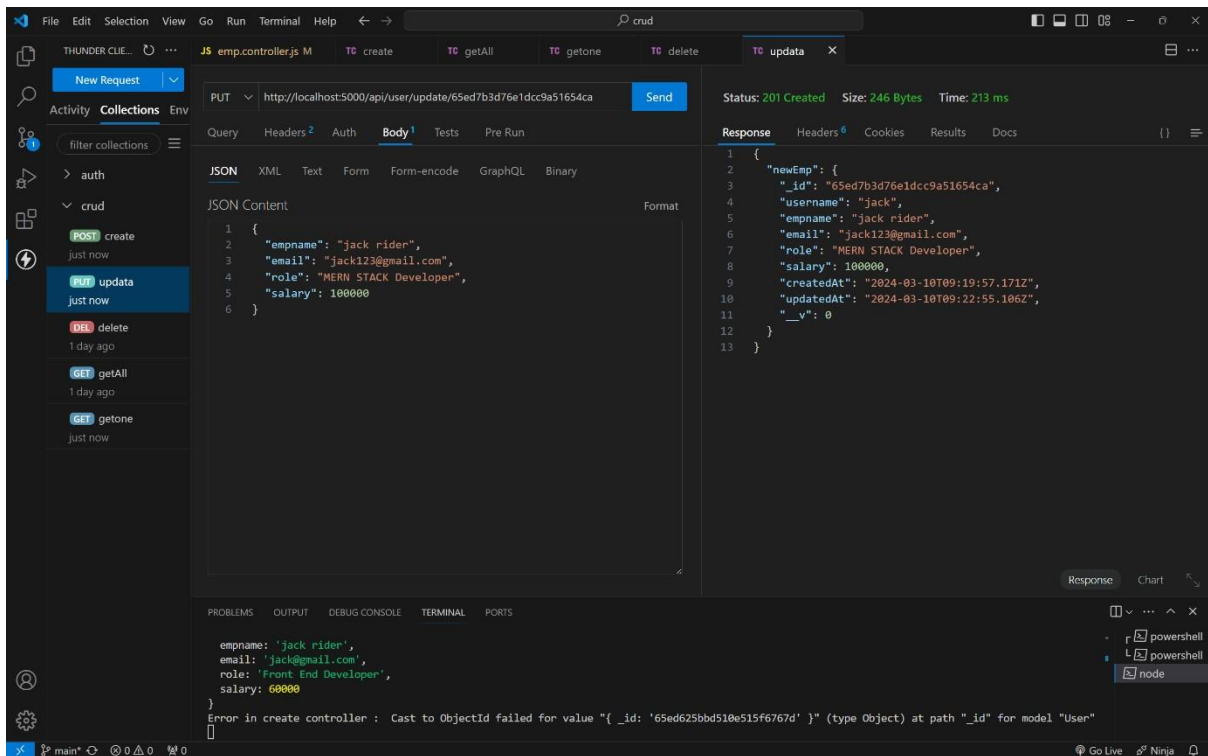 File Edit Selection View Go Run Terminal Help crud
THUNDER CLIE...
New Request
Activity Collections Env
filter collections
auth
crud
POST create
just now
PUT updata
just now
DEL delete
1 day ago
GET getAll
1 day ago
GET getone
just now
JS emp.controller.js M TC create TC getAll TC getone TC delete TC updata
PUT http://localhost:5000/api/user/update/65ed7b3d76e1dcc9a51654ca Send
Query Headers 2 Auth Body 1 Tests Pre Run
JSON XML Text Form Form-encode GraphQL Binary
JSON Content Format
1 {
2 "empname": "jack rider",
3 "email": "jack123@gmail.com",
4 "role": "MERN STACK Developer",
5 "salary": 100000
6 }
Status: 201 Created Size: 246 Bytes Time: 213 ms
Response Headers 6 Cookies Results Docs {}
1 {
2 "newEmp": {
3 "_id": "65ed7b3d76e1dcc9a51654ca",
4 "username": "jack",
5 "empname": "jack rider",
6 "email": "jack123@gmail.com",
7 "role": "MERN STACK Developer",
8 "salary": 100000,
9 "createdAt": "2024-03-10T09:19:57.171Z",
10 "updatedAt": "2024-03-10T09:22:55.106Z",
11 "__v": 0
12 }
13 }
Response Chart
PROBLEMS OUTPUT DEBUG CONSOLE TERMINAL PORTS
empname: 'jack rider',
email: 'jack@gmail.com',
role: 'Front End Developer',
salary: 60000
}
Error in create controller : Cast to ObjectId failed for value "{ _id: '65ed625bbd510e515f6767d' }" (type Object) at path "_id" for model "User"
powershell
powershell
node
main* 0 0 0 Go Live Ninja